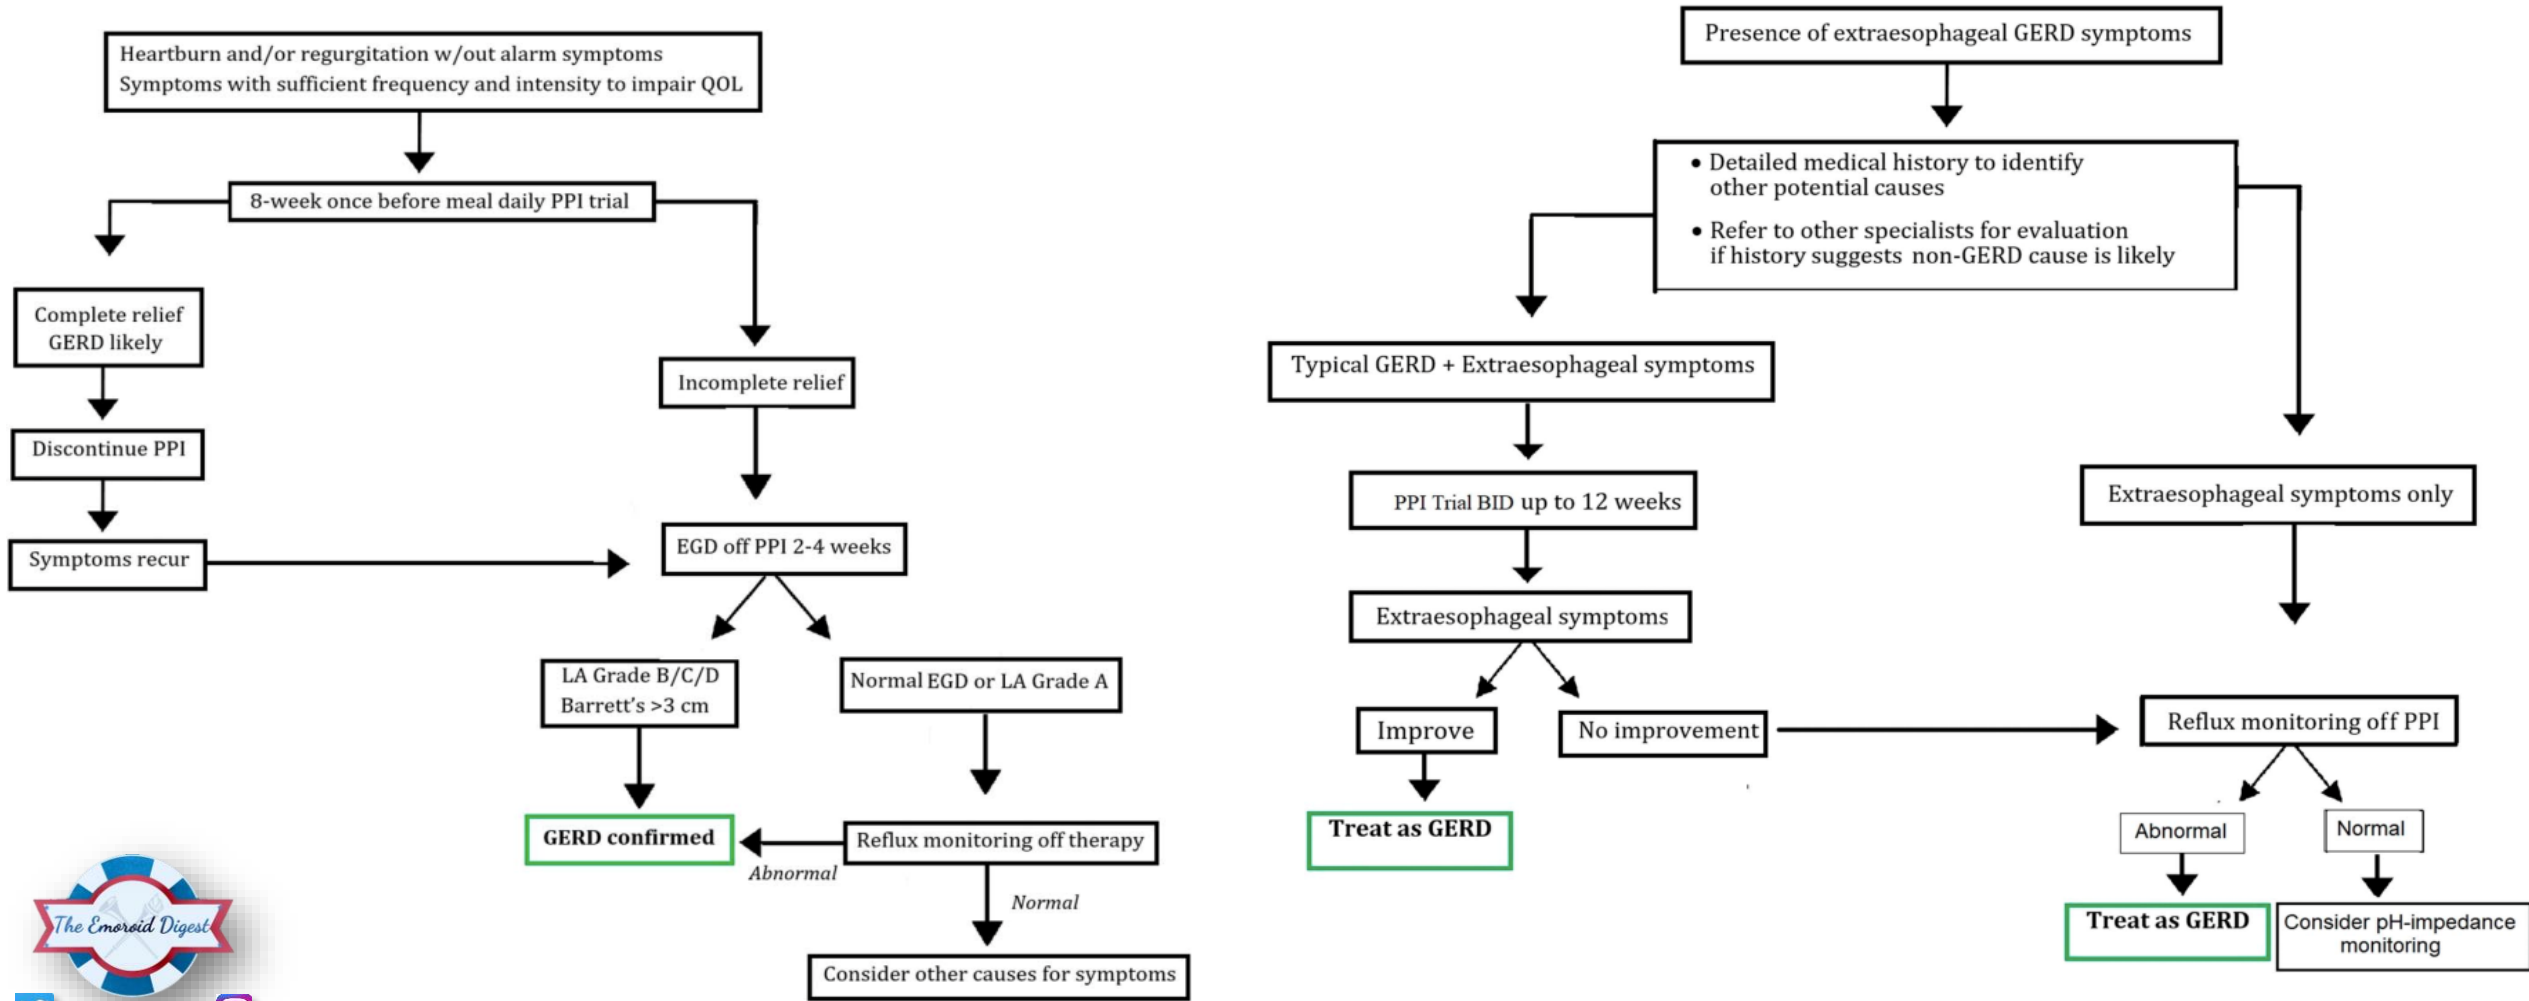 Heartburn and/or regurgitation w/out alarm symptoms
Symptoms with sufficient frequency and intensity to impair QOL
8-week once before meal daily PPI trial
Complete relief
GERD likely
Incomplete relief
Discontinue PPI
Symptoms recur
EGD off PPI 2-4 weeks
LA Grade B/C/D
Barrett's >3 cm
Normal EGD or LA Grade A
GERD confirmed
Reflux monitoring off therapy
Abnormal
Normal
Consider other causes for symptoms
The Emoroid Digest
Presence of extraesophageal GERD symptoms
• Detailed medical history to identify
other potential causes
• Refer to other specialists for evaluation
if history suggests non-GERD cause is likely
Typical GERD + Extraesophageal symptoms
PPI Trial BID up to 12 weeks
Extraesophageal symptoms only
Extraesophageal symptoms
Improve
No improvement
Reflux monitoring off PPI
Treat as GERD
Abnormal
Normal
Treat as GERD
Consider pH-impedance
monitoring